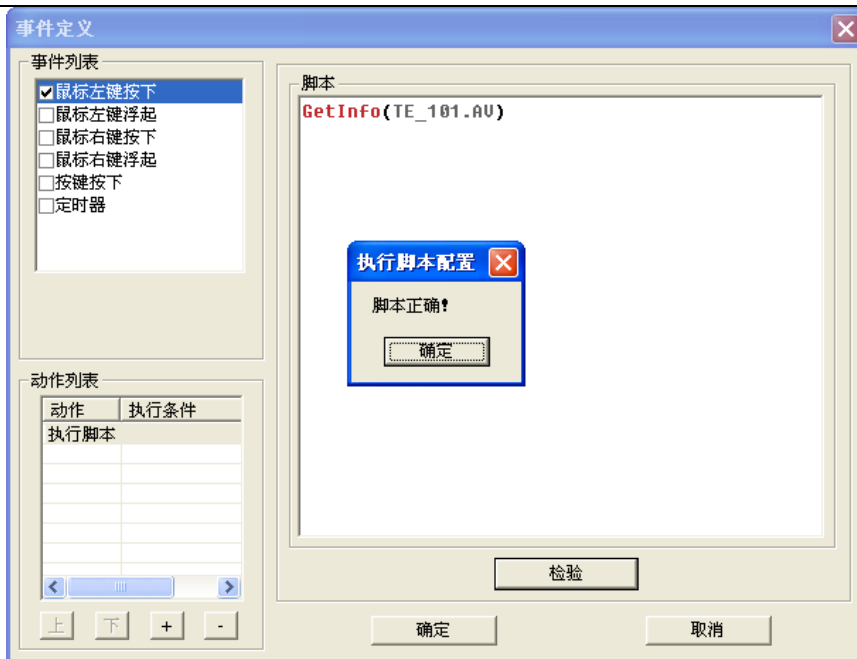 事件定义
事件列表
鼠标左键按下
鼠标左键浮起
鼠标右键按下
鼠标右键浮起
按键按下
定时器
脚本
GetInfo(TE_101.AV)
执行脚本配置
脚本正确!
确定
动作列表
动作 执行条件
执行脚本
上 下 + -
检验
确定 取消